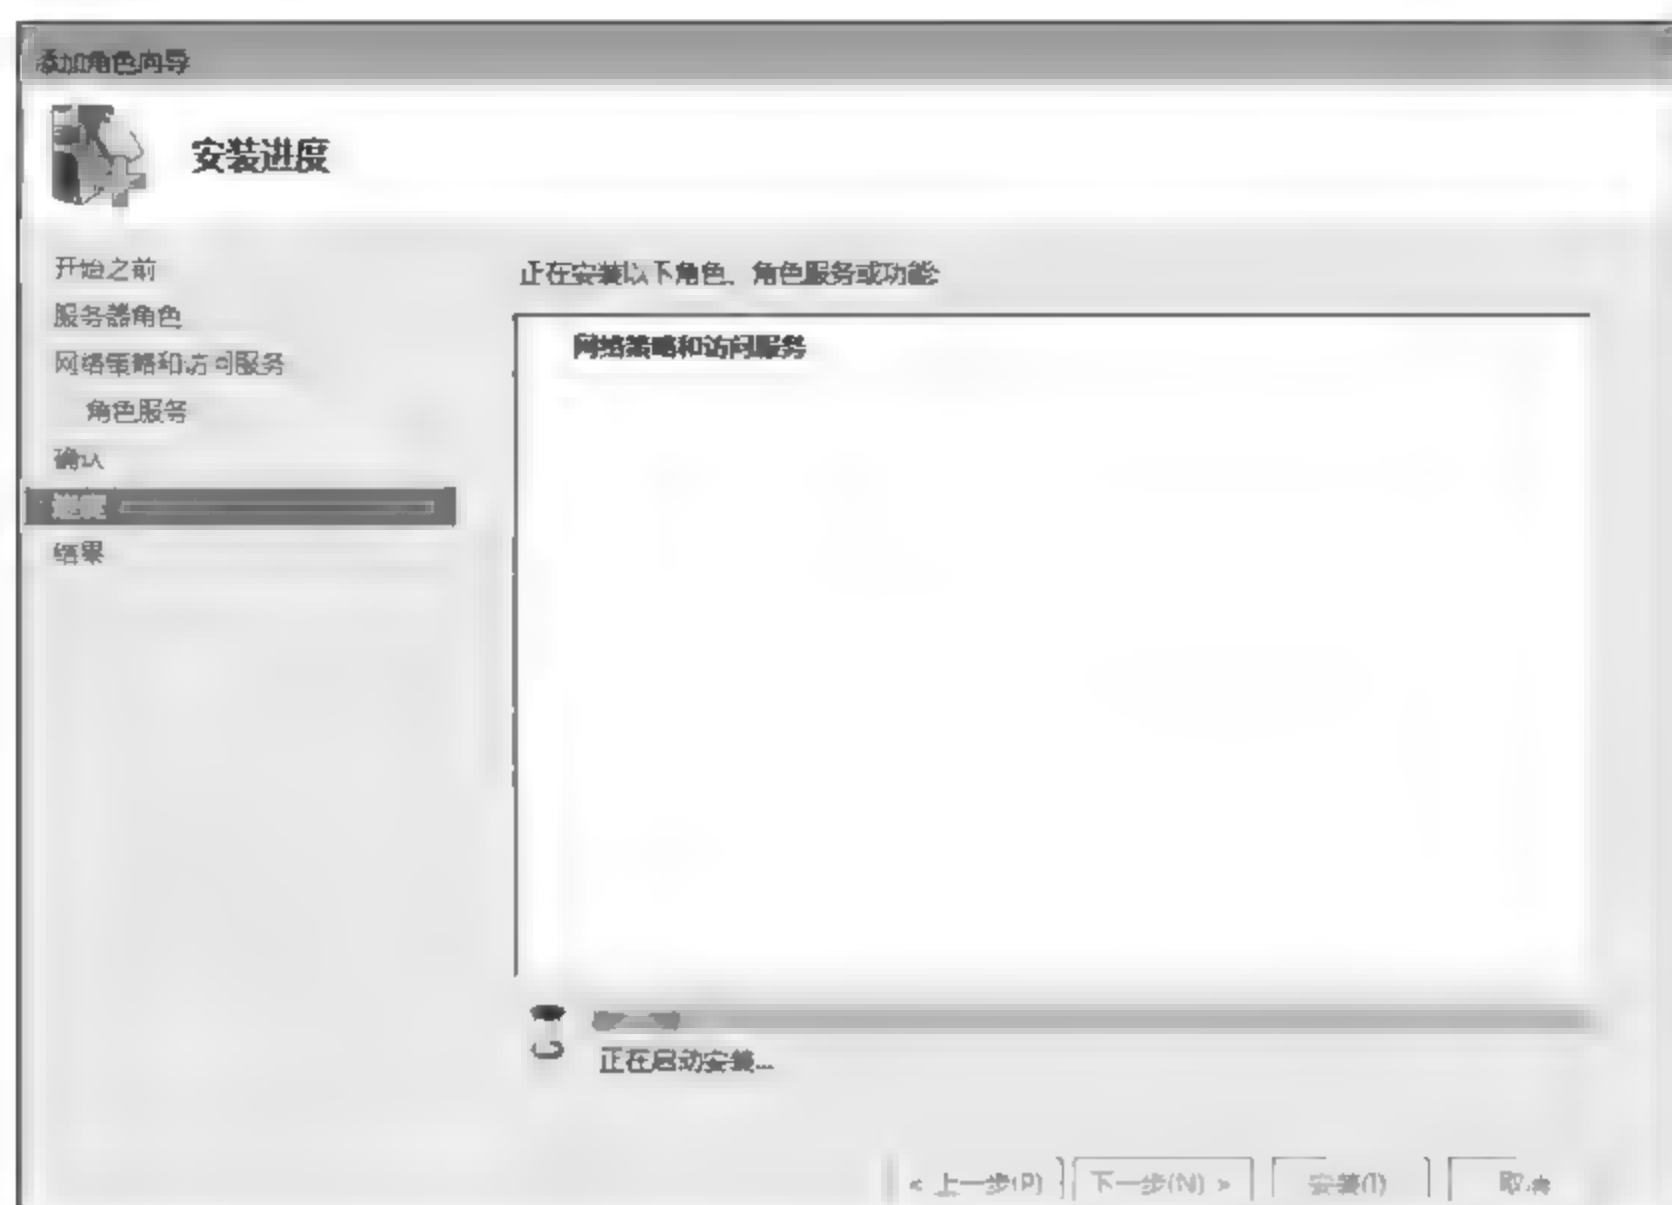 添加角色向导
安装进度
开始之前
服务器角色
网络策略和访问服务
角色服务
确认
进度
结果
正在安装以下角色、角色服务或功能:
网络策略和访问服务
正在启动安装...
< 上一步(P)
下一步(N) >
安装(I)
取消